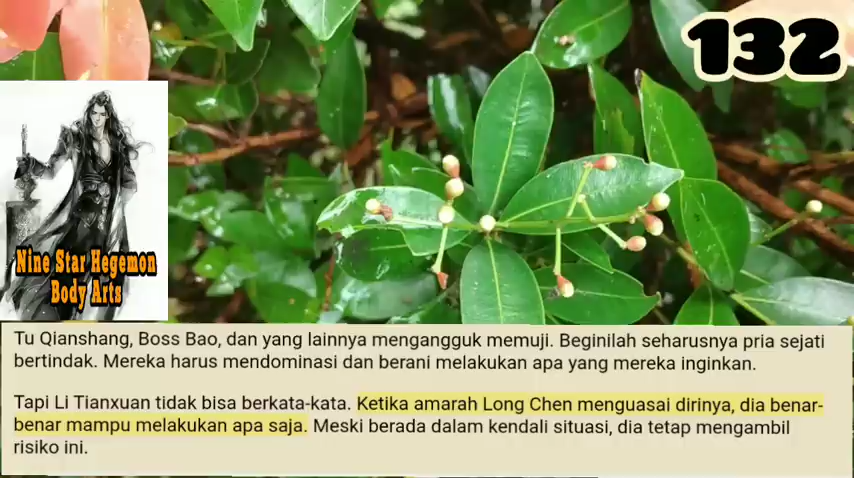 132
Nine Star Hegemon
Body Arts
Tu Qianshang, Boss Bao, dan yang lainnya mengangguk memuji. Beginilah seharusnya pria sejati
bertindak. Mereka harus mendominasi dan berani melakukan apa yang mereka inginkan.
Tapi Li Tianxuan tidak bisa berkata-kata. Ketika amarah Long Chen menguasai dirinya, dia benar-
benar mampu melakukan apa saja. Meski berada dalam kendali situasi, dia tetap mengambil
risiko ini.